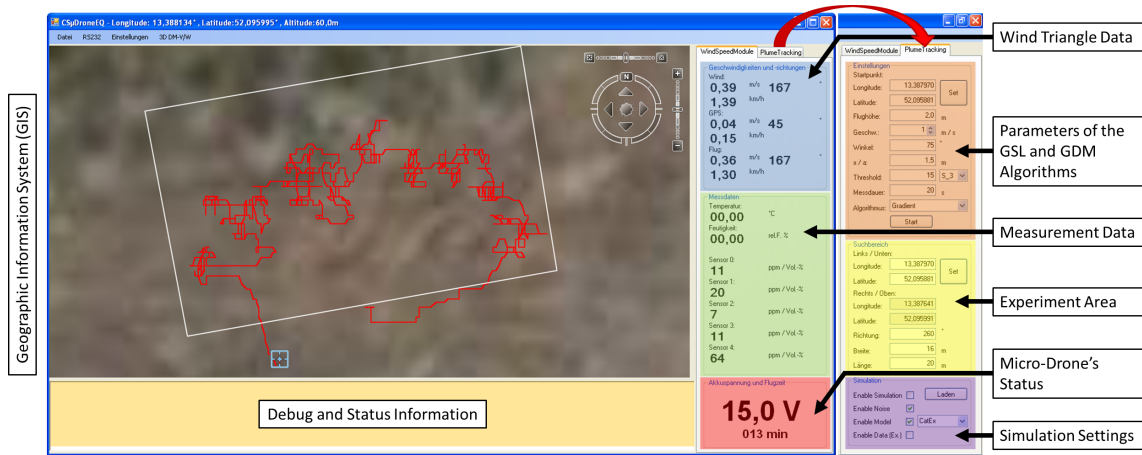 Geographic Information System (GIS)
CSµDroneEQ - Longitude: 13,388134°, Latitude:52,095995°, Altitude:60,0m
Datei RS232 Einstellungen 3D DM-V/W
N
Debug and Status Information
WindSpeedModule PlumeTracking
Geschwindigkeiten und -richtungen
Wind:
0,39 m/s 167 °
1,39 km/h
GPS:
0,04 m/s 45 °
0,15 km/h
Flug:
0,36 m/s 167 °
1,30 km/h
Messdaten
Temperatur:
00,00 °C
Feutigkeit:
00,00 rel.F. %
Sensor 0:
11 ppm / Vol.-%
Sensor 1:
20 ppm / Vol.-%
Sensor 2:
7 ppm / Vol.-%
Sensor 3:
11 ppm / Vol.-%
Sensor 4:
64 ppm / Vol.-%
Akkuspannung und Flugzeit
15,0 V
013 min
WindSpeedModule PlumeTracking
Einstellungen
Startpunkt:
Longitude: 13,387970 Set
Latitude: 52,095881
Flughöhe: 2,0 m
Geschw.: 1 m / s
Winkel: 75 °
s / a: 1,5 m
Threshold: 15 S_3
Messdauer: 20 s
Algorithmus: Gradient
Start
Suchbereich
Links / Unten:
Longitude: 13,387970 Set
Latitude: 52,095881
Rechts / Oben:
Longitude: 13,387641
Latitude: 52,095991
Richtung: 260 °
Breite: 16 m
Länge: 20 m
Simulation
Enable Simulation Laden
Enable Noise
Enable Model CatEx
Enable Data (Ex.)
Wind Triangle Data
Parameters of the
GSL and GDM
Algorithms
Measurement Data
Experiment Area
Micro-Drone's
Status
Simulation Settings